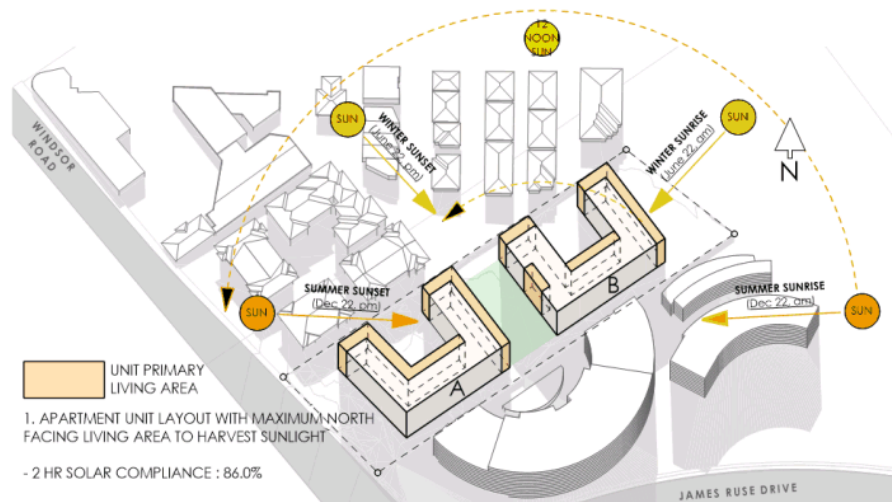 12
NOON
SUN
SUN
SUN
WINTER SUNSET
(June 22, pm)
WINTER SUNRISE
(June 22, am)
N
WINDSOR
ROAD
SUMMER SUNSET
(Dec 22, pm)
SUMMER SUNRISE
(Dec 22, am)
SUN
SUN
A
B
UNIT PRIMARY
LIVING AREA
1. APARTMENT UNIT LAYOUT WITH MAXIMUM NORTH
FACING LIVING AREA TO HARVEST SUNLIGHT
- 2 HR SOLAR COMPLIANCE : 86.0%
JAMES RUSE DRIVE